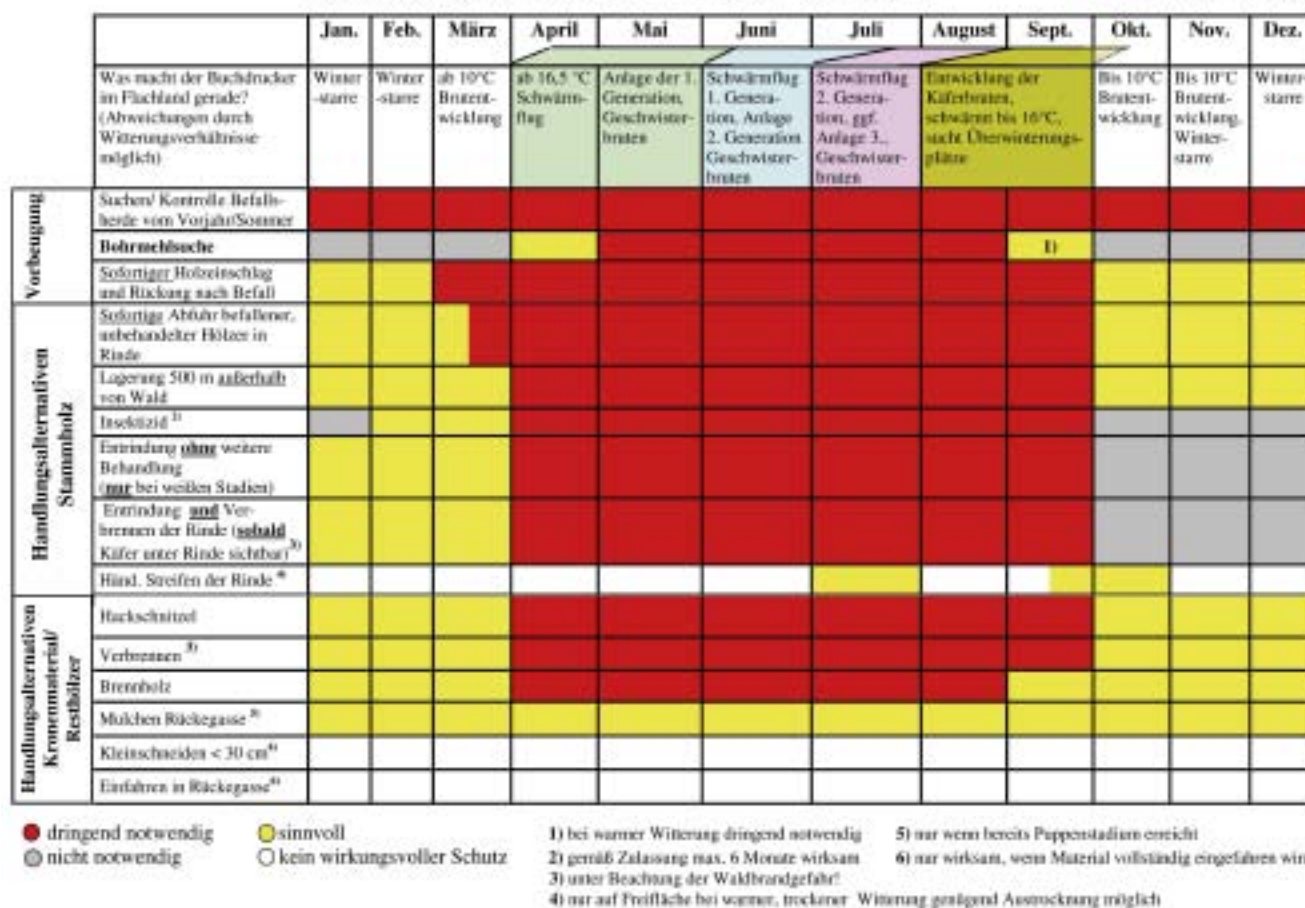 Jan. Feb. März April Mai Juni Juli August Sept. Okt. Nov. Dez.
Was macht der Buchdrucker
im Flachland gerade?
(Abweichungen durch
Witterungsverhältnisse
möglich)
Winter
-starre
Winter
-starre
ab 10°C
Brutent-
wicklung
ab 16,5 °C
Schwärm-
flug
Anlage der 1.
Generation,
Geschwister-
bruten
Schwärmflug
1. Genera-
tion, Anlage
2. Generation
Geschwister-
bruten
Schwärmflug
2. Genera-
tion, ggf.
Anlage 3.,
Geschwister-
bruten
Entwicklung der
Käferbruten,
schwärmt bis 16°C,
sucht Überwinterungs-
plätze
Bis 10°C
Brutent-
wicklung
Bis 10°C
Brutent-
wicklung,
Winter-
starre
Winter-
starre
Vorbeugung
Suchen/ Kontrolle Befalls-
herde vom Vorjahr/Sommer
Bohrmehlsuche
1)
Sofortiger Holzeinschlag
und Rückung nach Befall
Handlungsalternativen
Stammholz
Sofortige Abfuhr befallener,
unbehandelter Hölzer in
Rinde
Lagerung 500 m außerhalb
von Wald
Insektizid 2)
Entrindung ohne weitere
Behandlung
(nur bei weißen Stadien)
Entrindung und Ver-
brennen der Rinde (sobald
Käfer unter Rinde sichtbar) 3)
Händ. Streifen der Rinde 4)
Handlungsalternativen
Kronenmaterial/
Resthölzer
Hackschnitzel
Verbrennen 3)
Brennholz
Mulchen Rückegasse
Kleinschneiden < 30 cm
Einfahren in Rückegasse
dringend notwendig
sinnvoll
nicht notwendig
kein wirkungsvoller Schutz
1) bei warmer Witterung dringend notwendig
2) gemäß Zulassung max. 6 Monate wirksam
3) unter Beachtung der Waldbrandgefahr!
4) nur auf Freifläche bei warmer, trockener Witterung genügend Austrocknung möglich
5) nur wenn bereits Puppenstadium erreicht
6) nur wirksam, wenn Material vollständig eingefahren